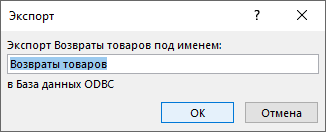 Экспорт
Экспорт Возвраты товаров под именем:
Возвраты товаров
в База данных ODBC
ОК
Отмена